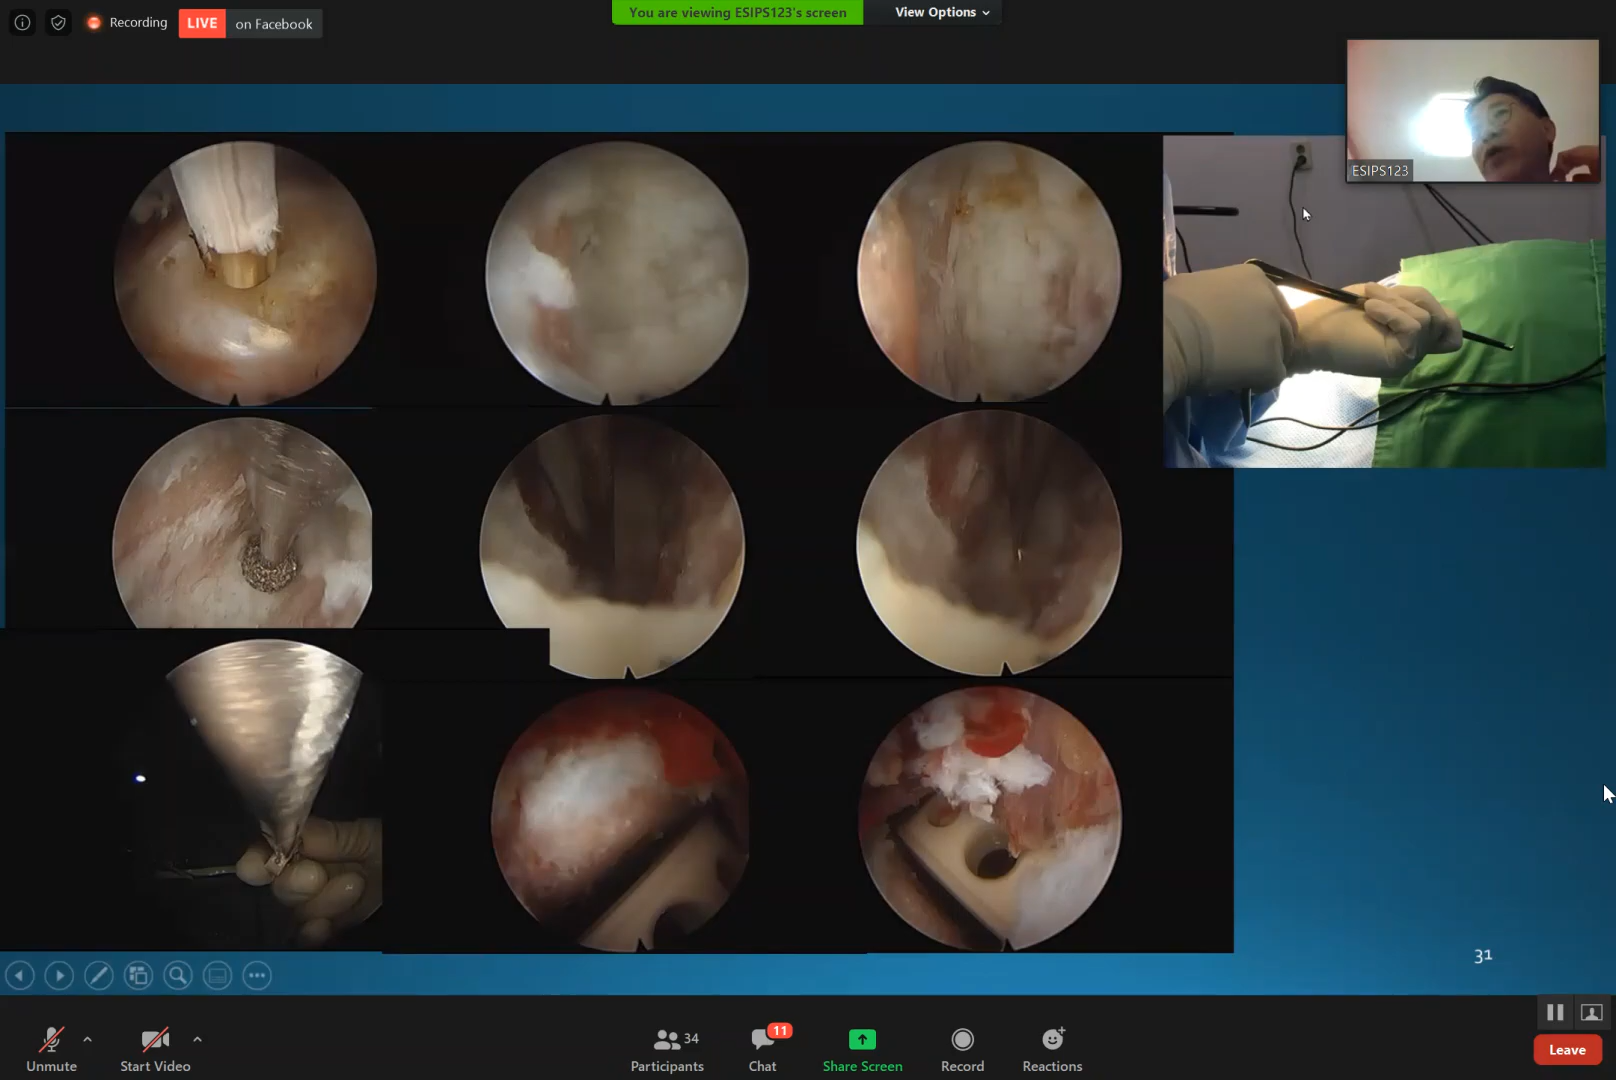 Recording
LIVE on Facebook
You are viewing ESIPS123's screen
View Options
ESIPS123
31
Unmute
Start Video
34
Participants
11
Chat
Share Screen
Record
Reactions
Leave